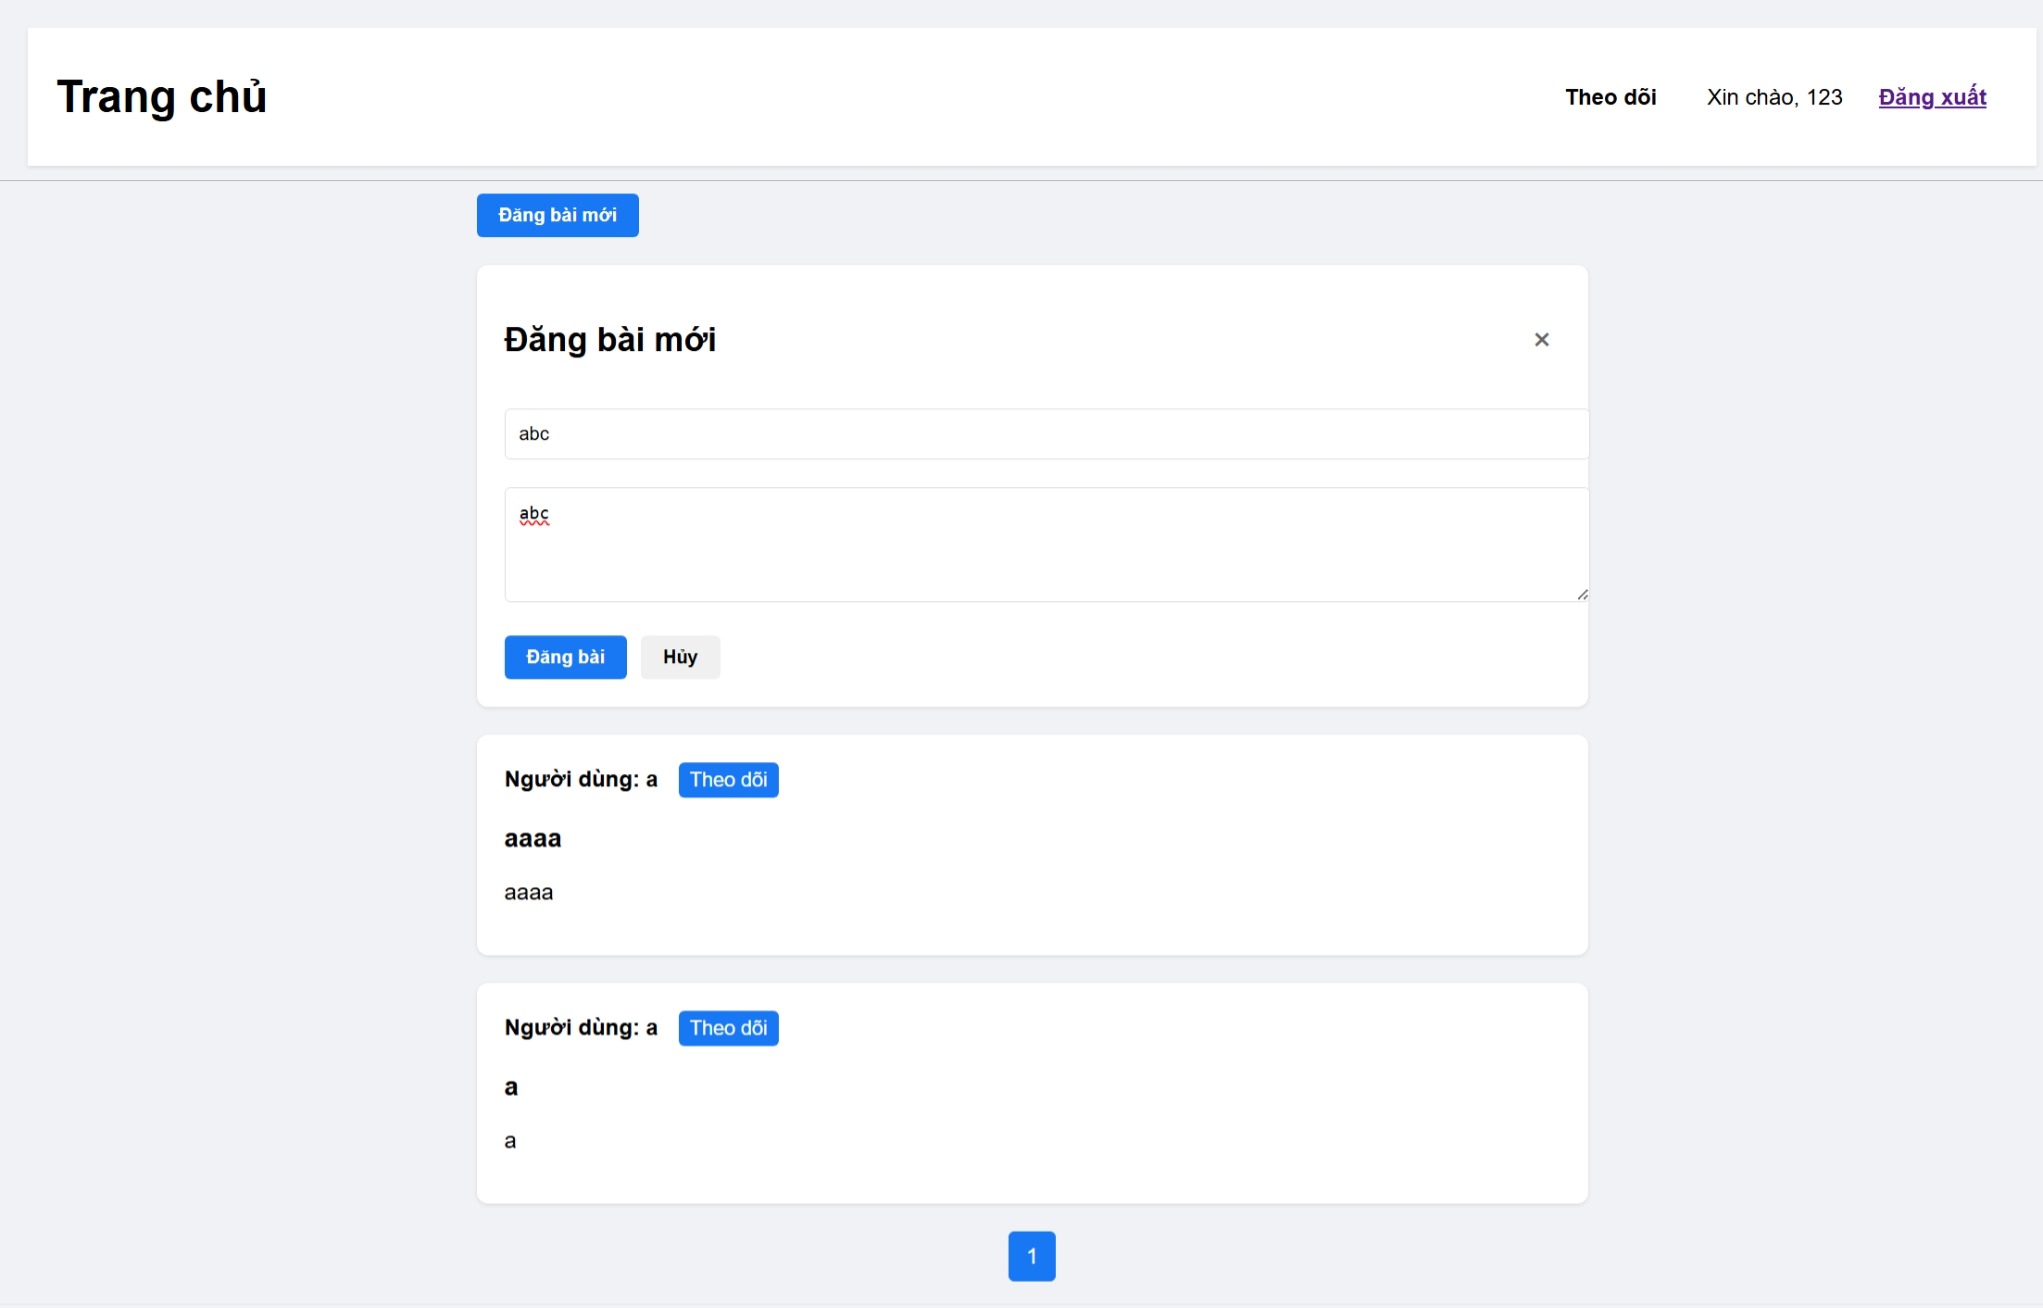 Trang chủ
Theo dõi Xin chào, 123 Đăng xuất
Đăng bài mới
Đăng bài mới ×
abc
abc
Đăng bài Hủy
Người dùng: a Theo dõi
aaaa
aaaa
Người dùng: a Theo dõi
a
a
1